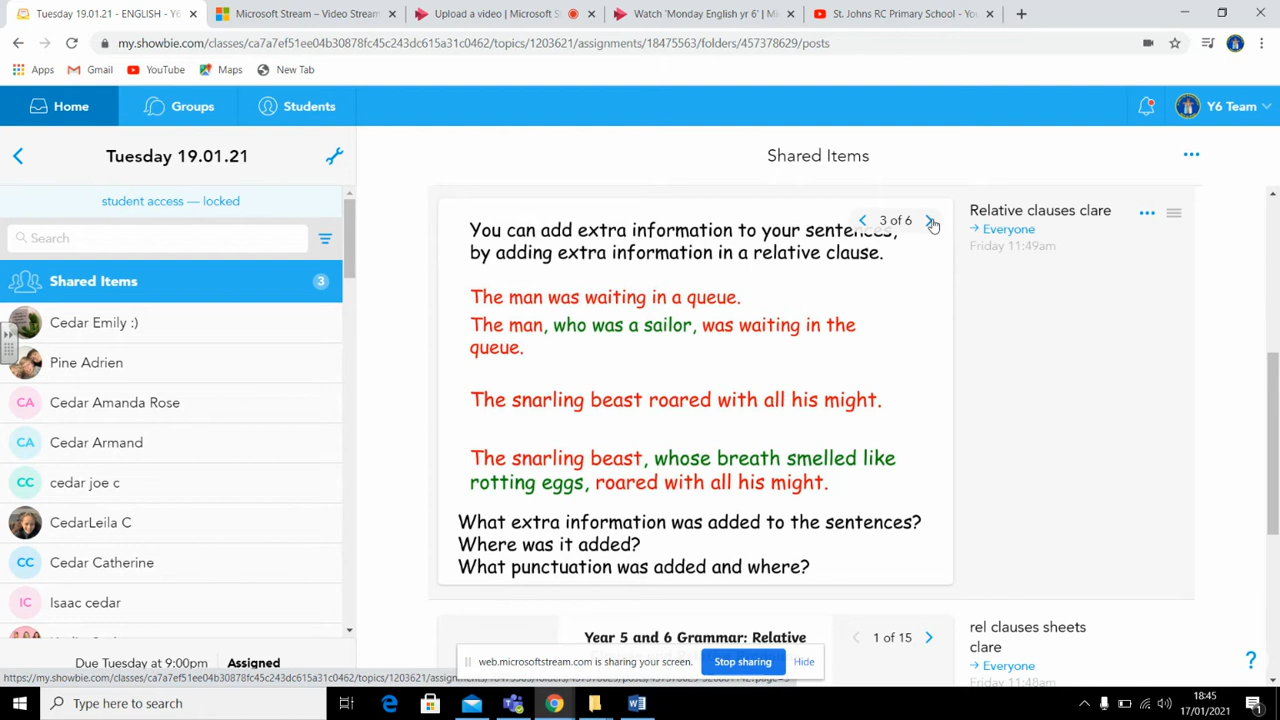 Tuesday 19.01.21 - ENGLISH - Y6
Microsoft Stream – Video Stream
Upload a video | Microsoft S
Watch 'Monday English yr 6' | Mi
St. Johns RC Primary School - Yo
my.showbie.com/classes/ca7a7ef51ee04b30878fc45c243dc615a31c0462/topics/1203621/assignments/18475563/folders/457378629/posts
Apps
Gmail
YouTube
Maps
New Tab
Home
Groups
Students
Y6 Team
Tuesday 19.01.21
student access — locked
Search
Shared Items
3
Cedar Emily :)
Pine Adrien
CA
Cedar Amanda Rose
CA
Cedar Armand
CC
cedar job c
CedarLeila C
CC
Cedar Catherine
IC
Isaac cedar
Due Tuesday at 9:00pm
Assigned
Shared Items
3 of 6
You can add extra information to your sentences,
by adding extra information in a relative clause.
The man was waiting in a queue.
The man, who was a sailor, was waiting in the
queue.
The snarling beast roared with all his might.
The snarling beast, whose breath smelled like
rotting eggs, roared with all his might.
What extra information was added to the sentences?
Where was it added?
What punctuation was added and where?
Relative clauses clare
Everyone
Friday 11:49am
Year 5 and 6 Grammar: Relative
1 of 15
rel clauses sheets
clare
Everyone
Friday 11:48am
web.microsoftstream.com is sharing your screen.
Stop sharing
Hide
Type here to search
18:45
17/01/2021